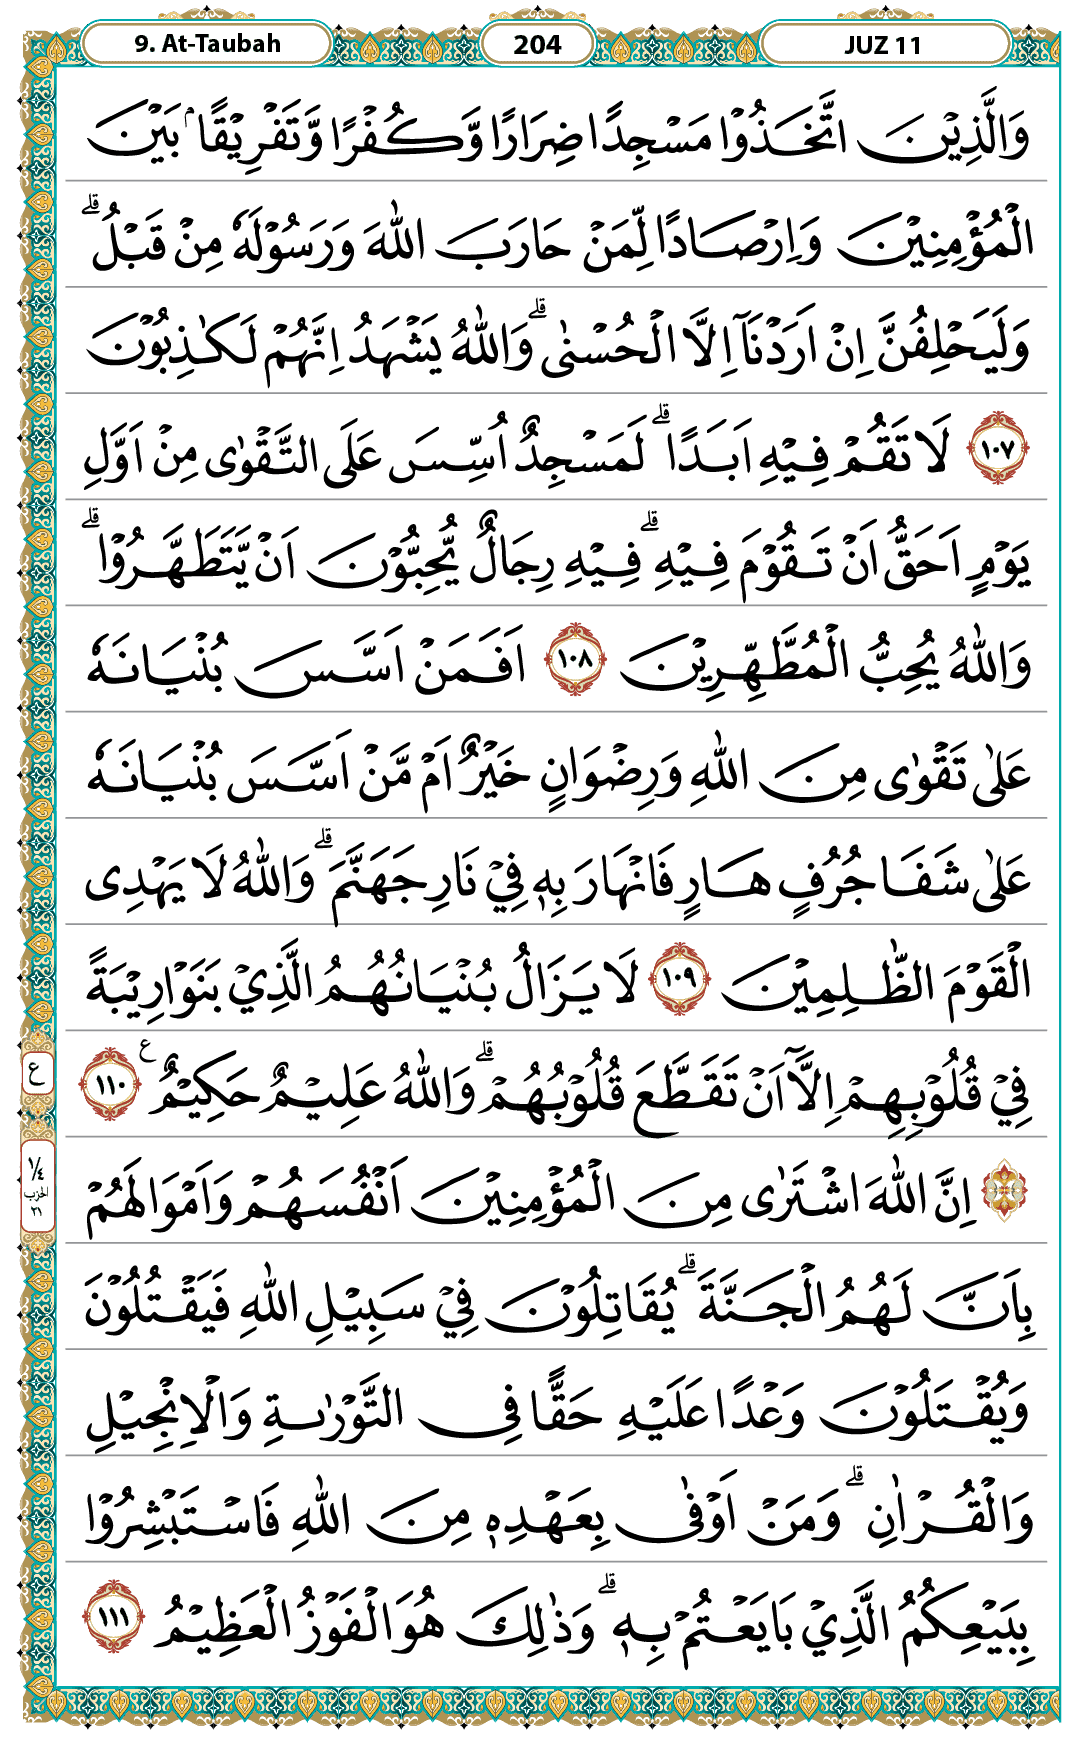 9. At-Taubah
204
JUZ 11
وَالَّذِيْنَ اتَّخَذُوْا مَسْجِدًا ضِرَارًا وَّكُفْرًا وَّتَفْرِيْقًاۢ بَيْنَ
الْمُؤْمِنِيْنَ وَاِرْصَادًا لِّمَنْ حَارَبَ اللّٰهَ وَرَسُوْلَهٗ مِنْ قَبْلُ ۗ
وَلَيَحْلِفُنَّ اِنْ اَرَدْنَآ اِلَّا الْحُسْنٰى ۗ وَاللّٰهُ يَشْهَدُ اِنَّهُمْ لَكٰذِبُوْنَ
١٠٧ لَا تَقُمْ فِيْهِ اَبَدًا ۗ لَمَسْجِدٌ اُسِّسَ عَلَى التَّقْوٰى مِنْ اَوَّلِ
يَوْمٍ اَحَقُّ اَنْ تَقُوْمَ فِيْهِ ۗ فِيْهِ رِجَالٌ يُّحِبُّوْنَ اَنْ يَّتَطَهَّرُوْا ۗ
وَاللّٰهُ يُحِبُّ الْمُطَّهِّرِيْنَ ١٠٨ اَفَمَنْ اَسَّسَ بُنْيَانَهٗ
عَلٰى تَقْوٰى مِنَ اللّٰهِ وَرِضْوَانٍ خَيْرٌ اَمْ مَّنْ اَسَّسَ بُنْيَانَهٗ
عَلٰى شَفَا جُرُفٍ هَارٍ فَانْهَارَ بِهٖ فِيْ نَارِ جَهَنَّمَ ۗ وَاللّٰهُ لَا يَهْدِى
الْقَوْمَ الظّٰلِمِيْنَ ١٠٩ لَا يَزَالُ بُنْيَانُهُمُ الَّذِيْ بَنَوْا رِيْبَةً
فِيْ قُلُوْبِهِمْ اِلَّآ اَنْ تَقَطَّعَ قُلُوْبُهُمْ ۗ وَاللّٰهُ عَلِيْمٌ حَكِيْمٌ ࣖ ١١٠
ع
۞ اِنَّ اللّٰهَ اشْتَرٰى مِنَ الْمُؤْمِنِيْنَ اَنْفُسَهُمْ وَاَمْوَالَهُمْ
١/٤
الحزب
٢١
بِاَنَّ لَهُمُ الْجَنَّةَ ۗ يُقَاتِلُوْنَ فِيْ سَبِيْلِ اللّٰهِ فَيَقْتُلُوْنَ
وَيُقْتَلُوْنَ وَعْدًا عَلَيْهِ حَقًّا فِى التَّوْرٰىةِ وَالْاِنْجِيْلِ
وَالْقُرْاٰنِ ۗ وَمَنْ اَوْفٰى بِعَهْدِهٖ مِنَ اللّٰهِ فَاسْتَبْشِرُوْا
بِبَيْعِكُمُ الَّذِيْ بَايَعْتُمْ بِهٖ ۗ وَذٰلِكَ هُوَ الْفَوْزُ الْعَظِيْمُ ١١١